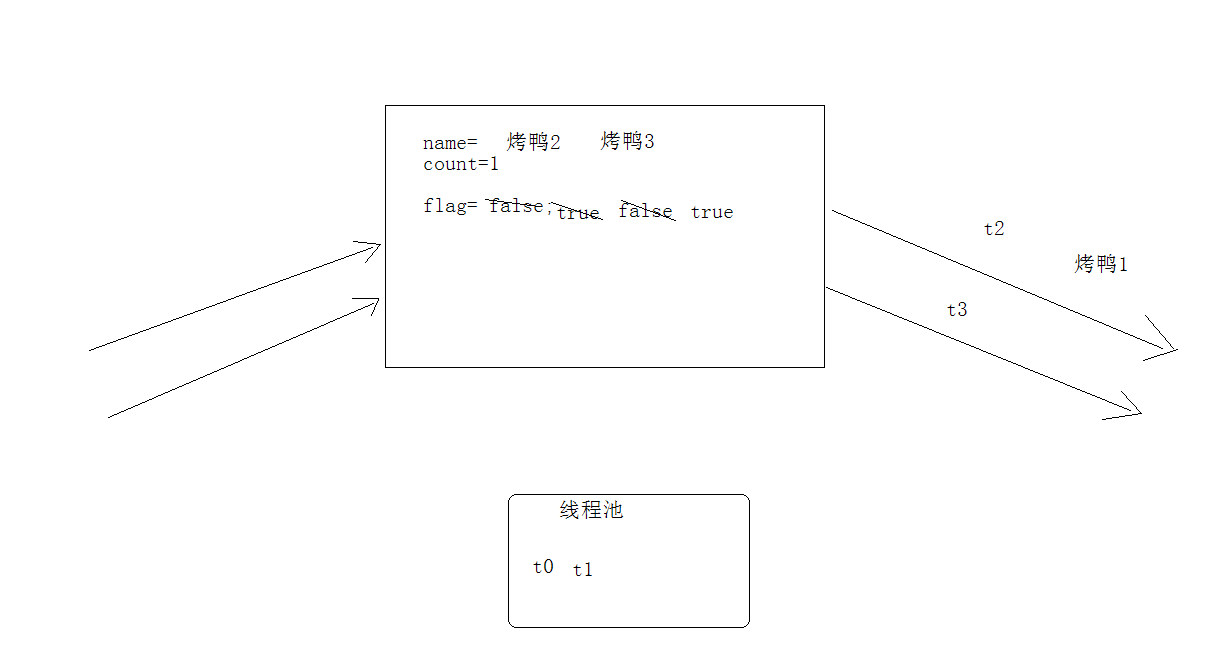 name= 烤鸭2 烤鸭3
count=1
flag= false; true false true
t2
烤鸭1
t3
线程池
t0 t1